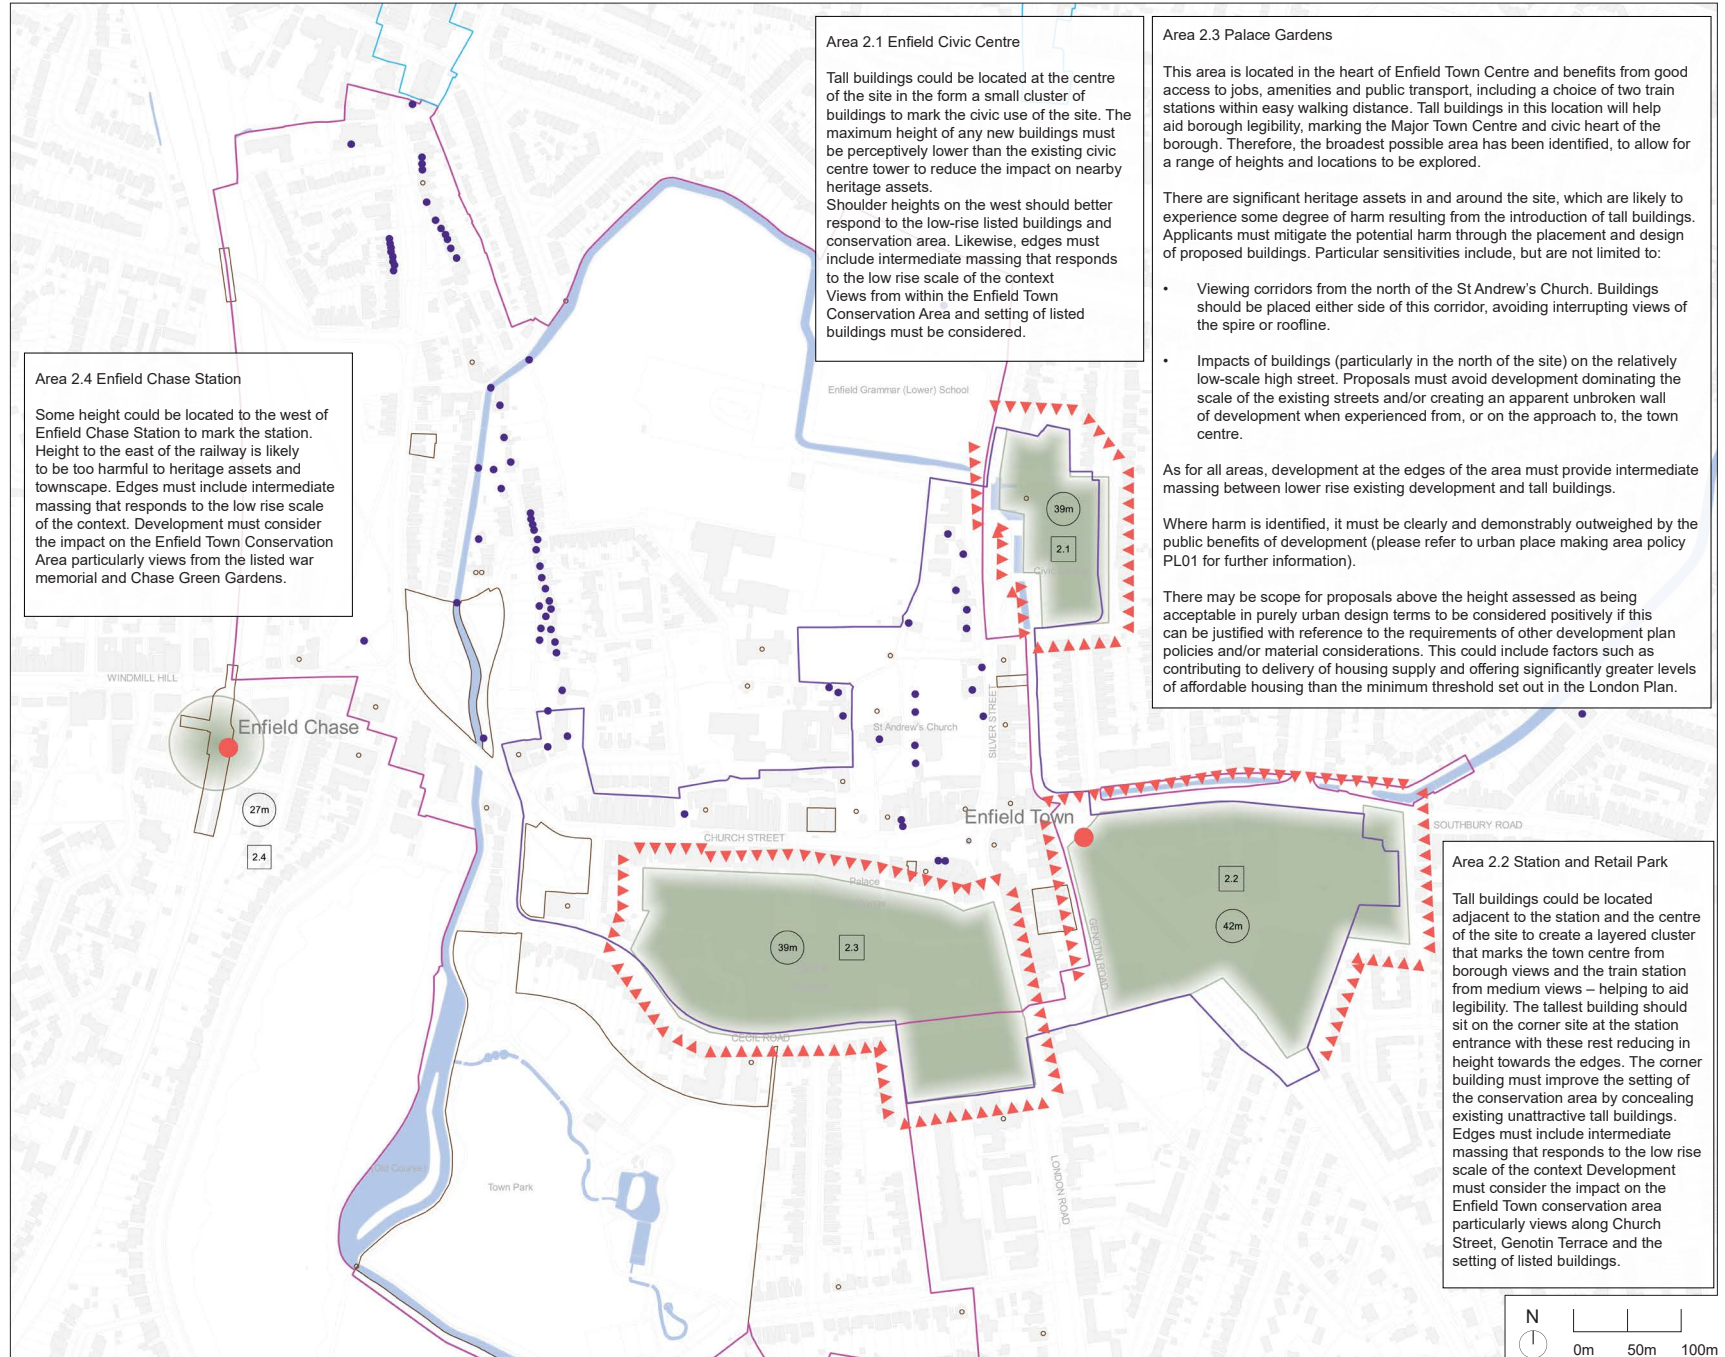 Area 2.1 Enfield Civic Centre
Tall buildings could be located at the centre
of the site in the form a small cluster of
buildings to mark the civic use of the site. The
maximum height of any new buildings must
be perceptively lower than the existing civic
centre tower to reduce the impact on nearby
heritage assets.
Shoulder heights on the west should better
respond to the low-rise listed buildings and
conservation area. Likewise, edges must
include intermediate massing that responds
to the low rise scale of the context
Views from within the Enfield Town
Conservation Area and setting of listed
buildings must be considered.
Area 2.3 Palace Gardens
This area is located in the heart of Enfield Town Centre and benefits from good
access to jobs, amenities and public transport, including a choice of two train
stations within easy walking distance. Tall buildings in this location will help
aid borough legibility, marking the Major Town Centre and civic heart of the
borough. Therefore, the broadest possible area has been identified, to allow for
a range of heights and locations to be explored.
There are significant heritage assets in and around the site, which are likely to
experience some degree of harm resulting from the introduction of tall buildings.
Applicants must mitigate the potential harm through the placement and design
of proposed buildings. Particular sensitivities include, but are not limited to:
• Viewing corridors from the north of the St Andrew's Church. Buildings
should be placed either side of this corridor, avoiding interrupting views of
the spire or roofline.
• Impacts of buildings (particularly in the north of the site) on the relatively
low-scale high street. Proposals must avoid development dominating the
scale of the existing streets and/or creating an apparent unbroken wall
of development when experienced from, or on the approach to, the town
centre.
As for all areas, development at the edges of the area must provide intermediate
massing between lower rise existing development and tall buildings.
Where harm is identified, it must be clearly and demonstrably outweighed by the
public benefits of development (please refer to urban place making area policy
PL01 for further information).
There may be scope for proposals above the height assessed as being
acceptable in purely urban design terms to be considered positively if this
can be justified with reference to the requirements of other development plan
policies and/or material considerations. This could include factors such as
contributing to delivery of housing supply and offering significantly greater levels
of affordable housing than the minimum threshold set out in the London Plan.
Area 2.4 Enfield Chase Station
Some height could be located to the west of
Enfield Chase Station to mark the station.
Height to the east of the railway is likely
to be too harmful to heritage assets and
townscape. Edges must include intermediate
massing that responds to the low rise scale
of the context. Development must consider
the impact on the Enfield Town Conservation
Area particularly views from the listed war
memorial and Chase Green Gardens.
Enfield Grammar (Lower) School
39m
2.1
WINDMILL HILL
Enfield Chase
27m
2.4
St Andrew's Church
SILVER STREET
CHURCH STREET
Enfield Town
SOUTHBURY ROAD
Palace
39m
2.3
2.2
42m
GENOTIN ROAD
CECIL ROAD
LONDON ROAD
(Old Course)
Town Park
Area 2.2 Station and Retail Park
Tall buildings could be located
adjacent to the station and the centre
of the site to create a layered cluster
that marks the town centre from
borough views and the train station
from medium views – helping to aid
legibility. The tallest building should
sit on the corner site at the station
entrance with these rest reducing in
height towards the edges. The corner
building must improve the setting of
the conservation area by concealing
existing unattractive tall buildings.
Edges must include intermediate
massing that responds to the low rise
scale of the context Development
must consider the impact on the
Enfield Town conservation area
particularly views along Church
Street, Genotin Terrace and the
setting of listed buildings.
N
0m 50m 100m